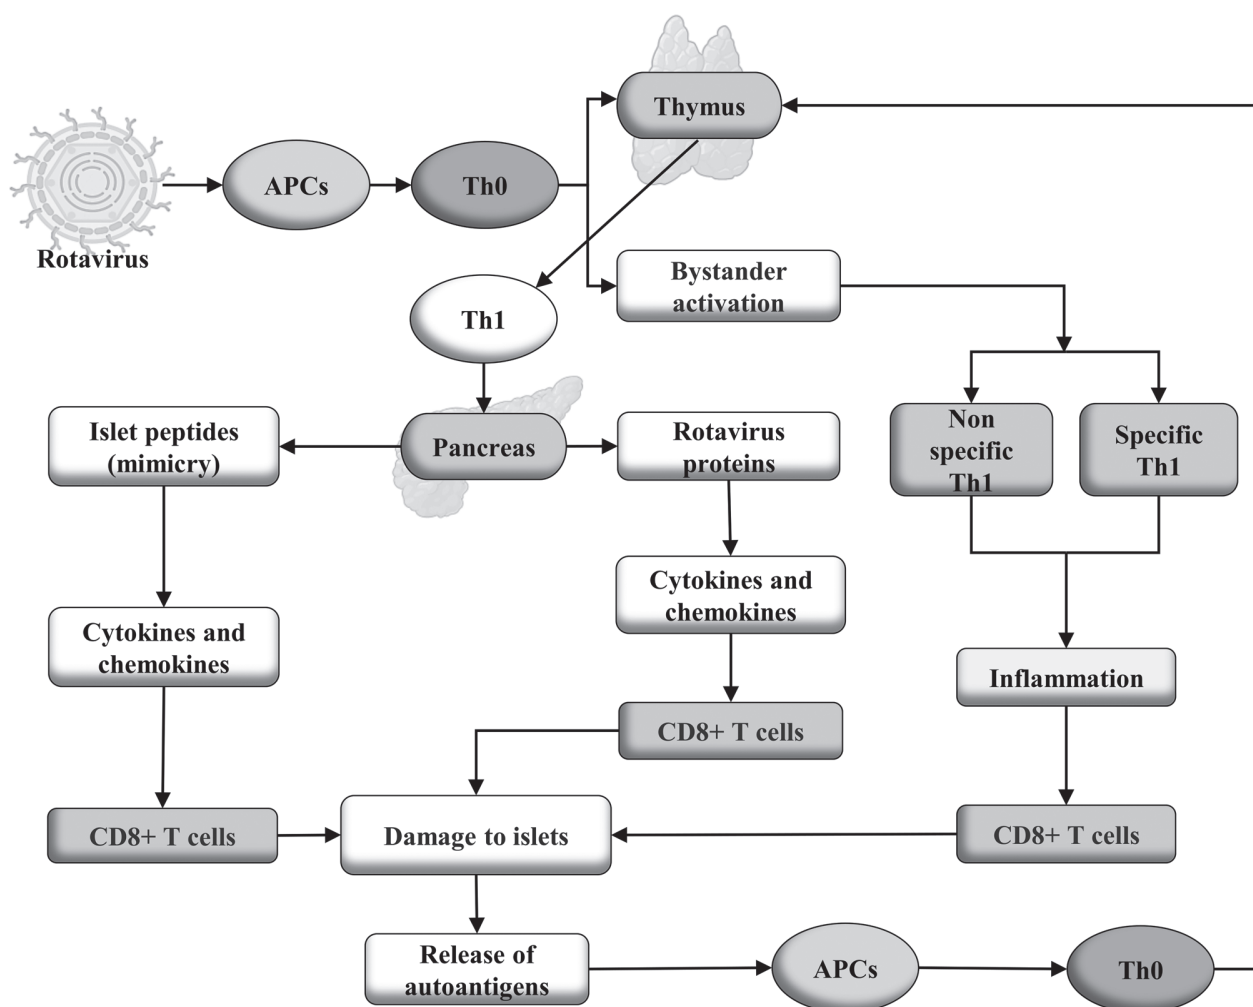 Thymus
APCs
Th0
Rotavirus
Bystander
activation
Th1
Islet peptides
(mimicry)
Pancreas
Rotavirus
proteins
Non
specific
Th1
Specific
Th1
Cytokines and
chemokines
Cytokines and
chemokines
Inflammation
CD8+ T cells
CD8+ T cells
Damage to islets
CD8+ T cells
Release of
autoantigens
APCs
Th0